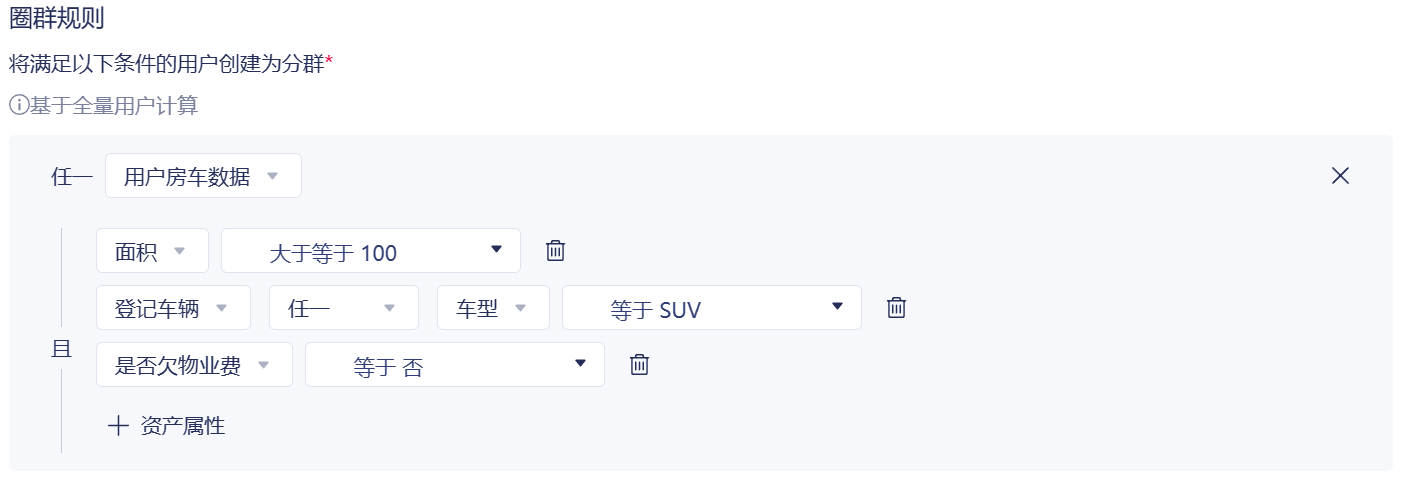 圈群规则
将满足以下条件的用户创建为分群*
基于全量用户计算
任一 用户房车数据
面积 大于等于 100
登记车辆 任一 车型 等于 SUV
且
是否欠物业费 等于 否
资产属性